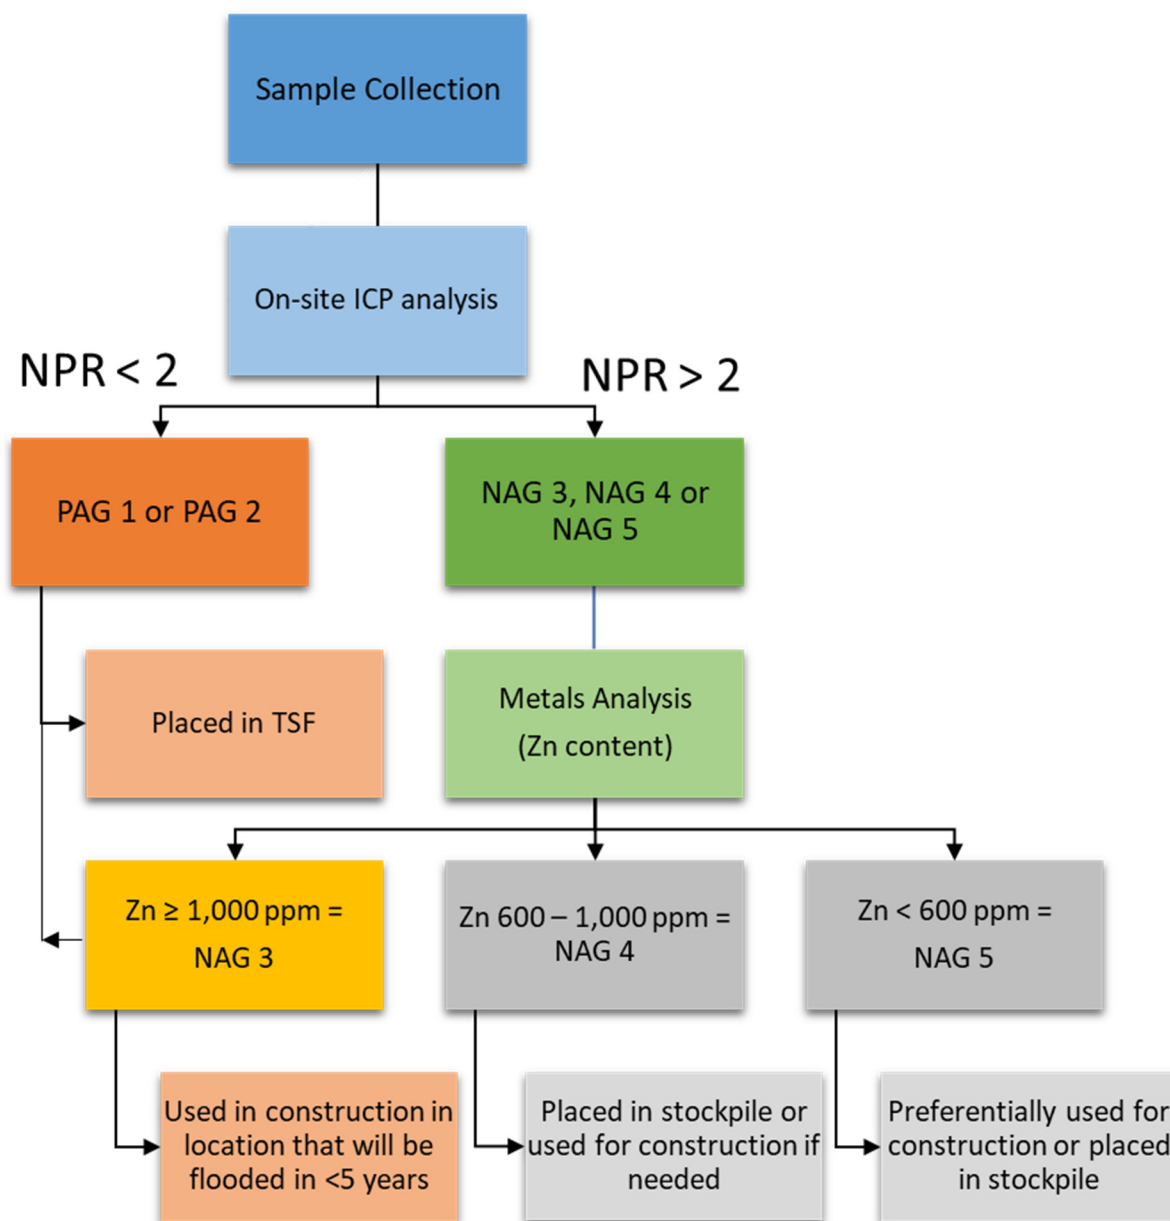 Sample Collection
On-site ICP analysis
NPR < 2
NPR > 2
PAG 1 or PAG 2
NAG 3, NAG 4 or
NAG 5
Placed in TSF
Metals Analysis
(Zn content)
Zn ≥ 1,000 ppm =
NAG 3
Zn 600 – 1,000 ppm =
NAG 4
Zn < 600 ppm =
NAG 5
Used in construction in
location that will be
flooded in <5 years
Placed in stockpile or
used for construction if
needed
Preferentially used for
construction or placed
in stockpile